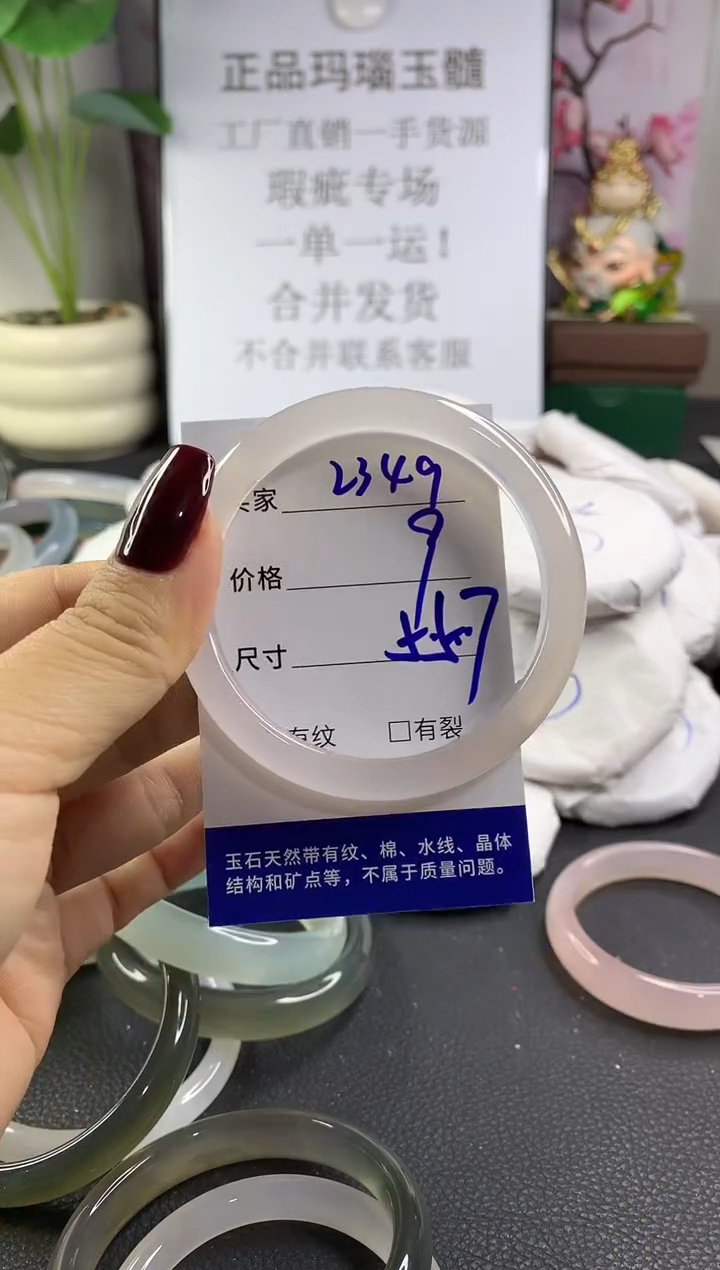 正品玛瑙玉髓
工厂直销一手货源
瑕疵专场
一单一运！
合并发货
不合并联系客服
家 2349
价格 9
尺寸 7
有纹 □有裂
玉石天然带有纹、棉、水线、晶体
结构和矿点等，不属于质量问题。